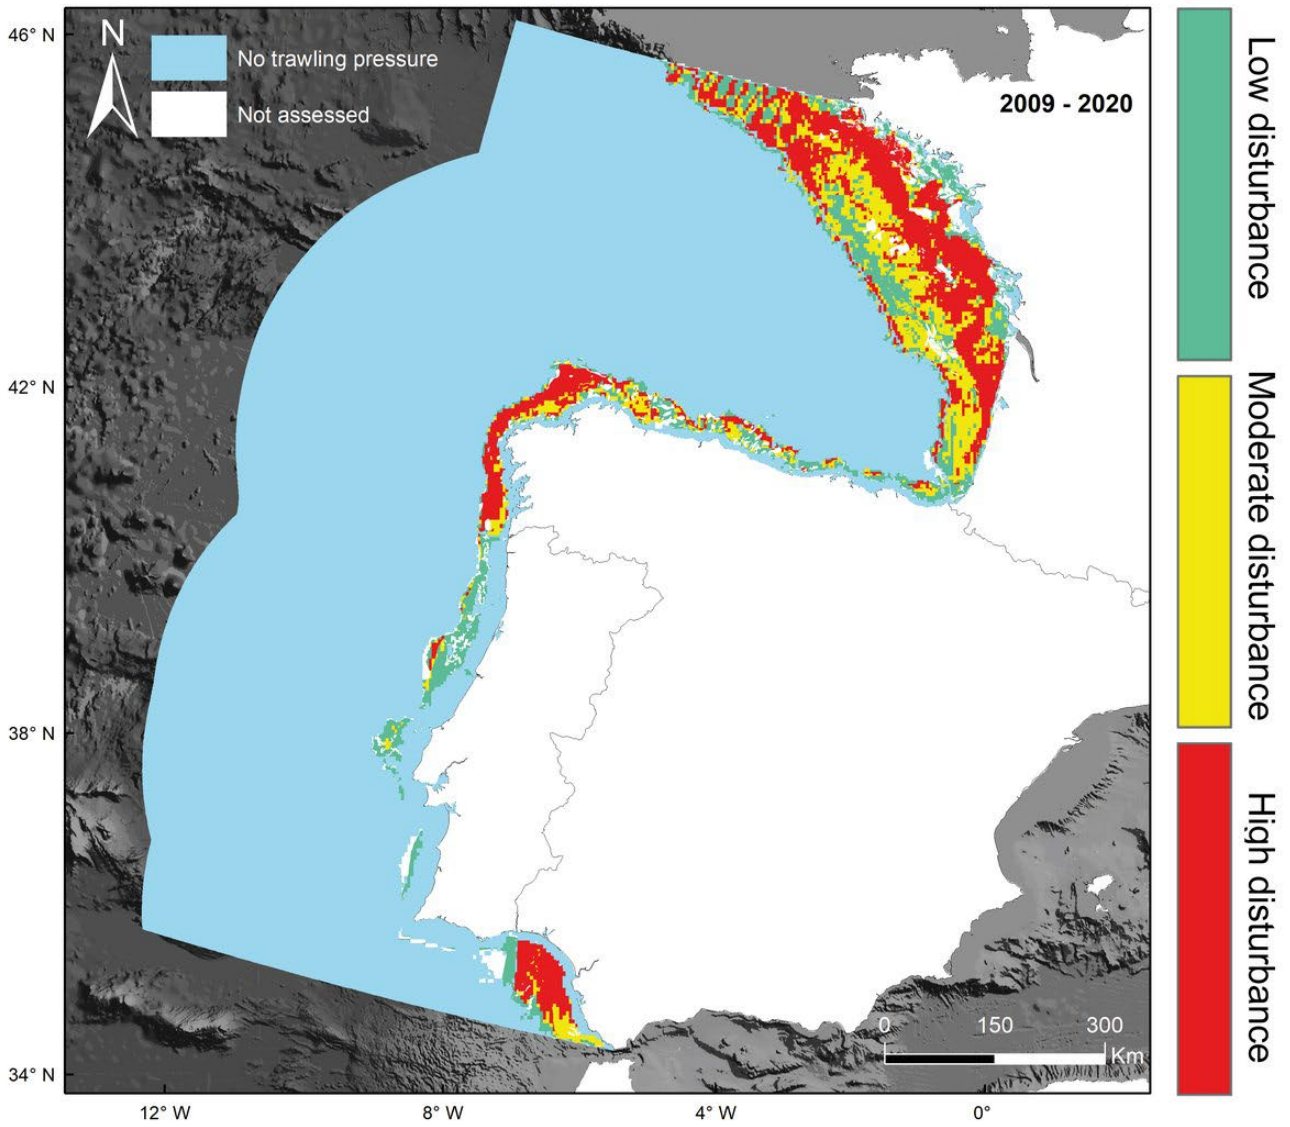 46° N
N
No trawling pressure
Not assessed
2009 - 2020
42° N
38° N
34° N
0 150 300
Km
12° W 8° W 4° W 0°
Low disturbance
Moderate disturbance
High disturbance